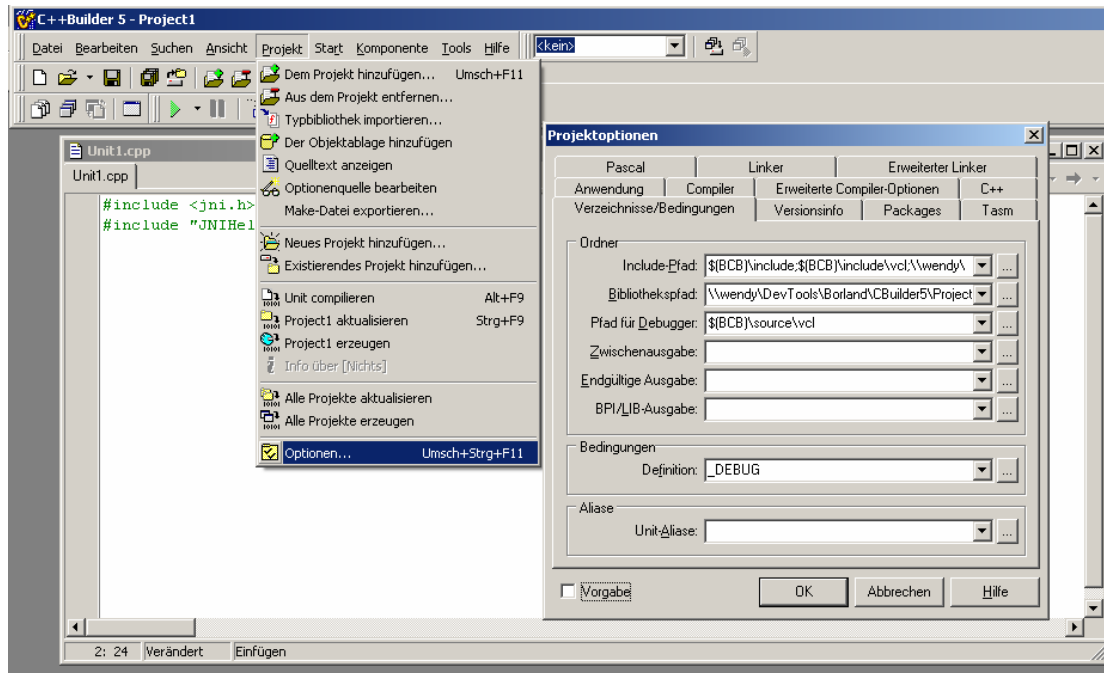 C++Builder 5 - Project1
Datei Bearbeiten Suchen Ansicht Projekt Start Komponente Tools Hilfe <kein>
Dem Projekt hinzufügen... Umsch+F11
Aus dem Projekt entfernen...
Typbibliothek importieren...
Der Objektablage hinzufügen
Quelltext anzeigen
Optionenquelle bearbeiten
Make-Datei exportieren...
Neues Projekt hinzufügen...
Existierendes Projekt hinzufügen...
Unit compilieren Alt+F9
Project1 aktualisieren Strg+F9
Project1 erzeugen
Info über [Nichts]
Alle Projekte aktualisieren
Alle Projekte erzeugen
Optionen... Umsch+Strg+F11
Unit1.cpp
Unit1.cpp
#include <jni.h>
#include "JNIHel
2: 24 Verändert Einfügen
Projektoptionen
Pascal Linker Erweiterter Linker
Anwendung Compiler Erweiterte Compiler-Optionen C++
Verzeichnisse/Bedingungen Versionsinfo Packages Tasm
Ordner
Include-Pfad: $(BCB)\include;$(BCB)\include\vcl;\\wendy\ ...
Bibliothekspfad: \\wendy\DevTools\Borland\CBuilder5\Project ...
Pfad für Debugger: $(BCB)\source\vcl ...
Zwischenausgabe: ...
Endgültige Ausgabe: ...
BPI/LIB-Ausgabe: ...
Bedingungen
Definition: _DEBUG ...
Aliase
Unit-Aliase: ...
Vorgabe OK Abbrechen Hilfe